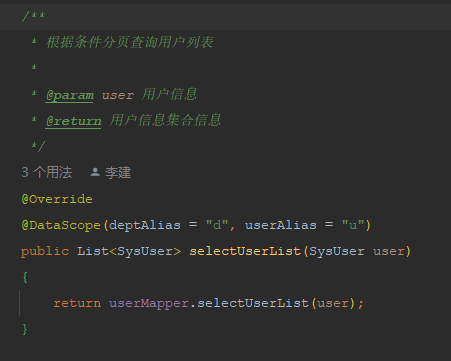 /**
 * 根据条件分页查询用户列表
 *
 * @param user 用户信息
 * @return 用户信息集合信息
 */
3 个用法 李建
@Override
@DataScope(deptAlias = "d", userAlias = "u")
public List<SysUser> selectUserList(SysUser user)
{
    return userMapper.selectUserList(user);
}